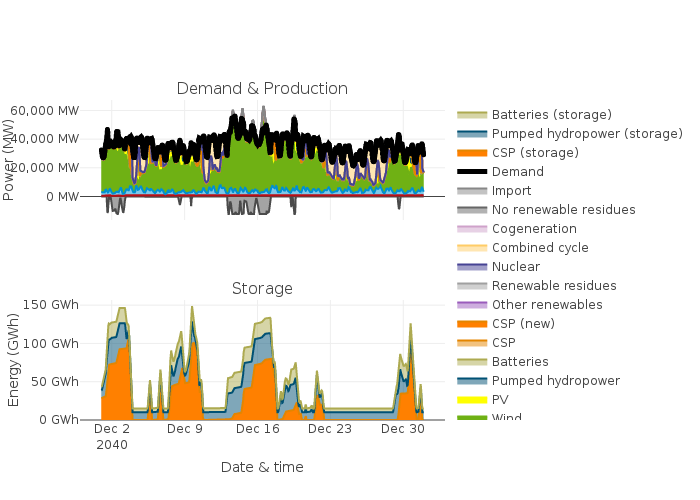 Demand & Production
60,000 MW
40,000 MW
20,000 MW
0 MW
Power (MW)
Storage
150 GWh
100 GWh
50 GWh
0 GWh
Energy (GWh)
Dec 2
2040
Dec 9
Dec 16
Dec 23
Dec 30
Date & time
Batteries (storage)
Pumped hydropower (storage)
CSP (storage)
Demand
Import
No renewable residues
Cogeneration
Combined cycle
Nuclear
Renewable residues
Other renewables
CSP (new)
CSP
Batteries
Pumped hydropower
PV
Wind